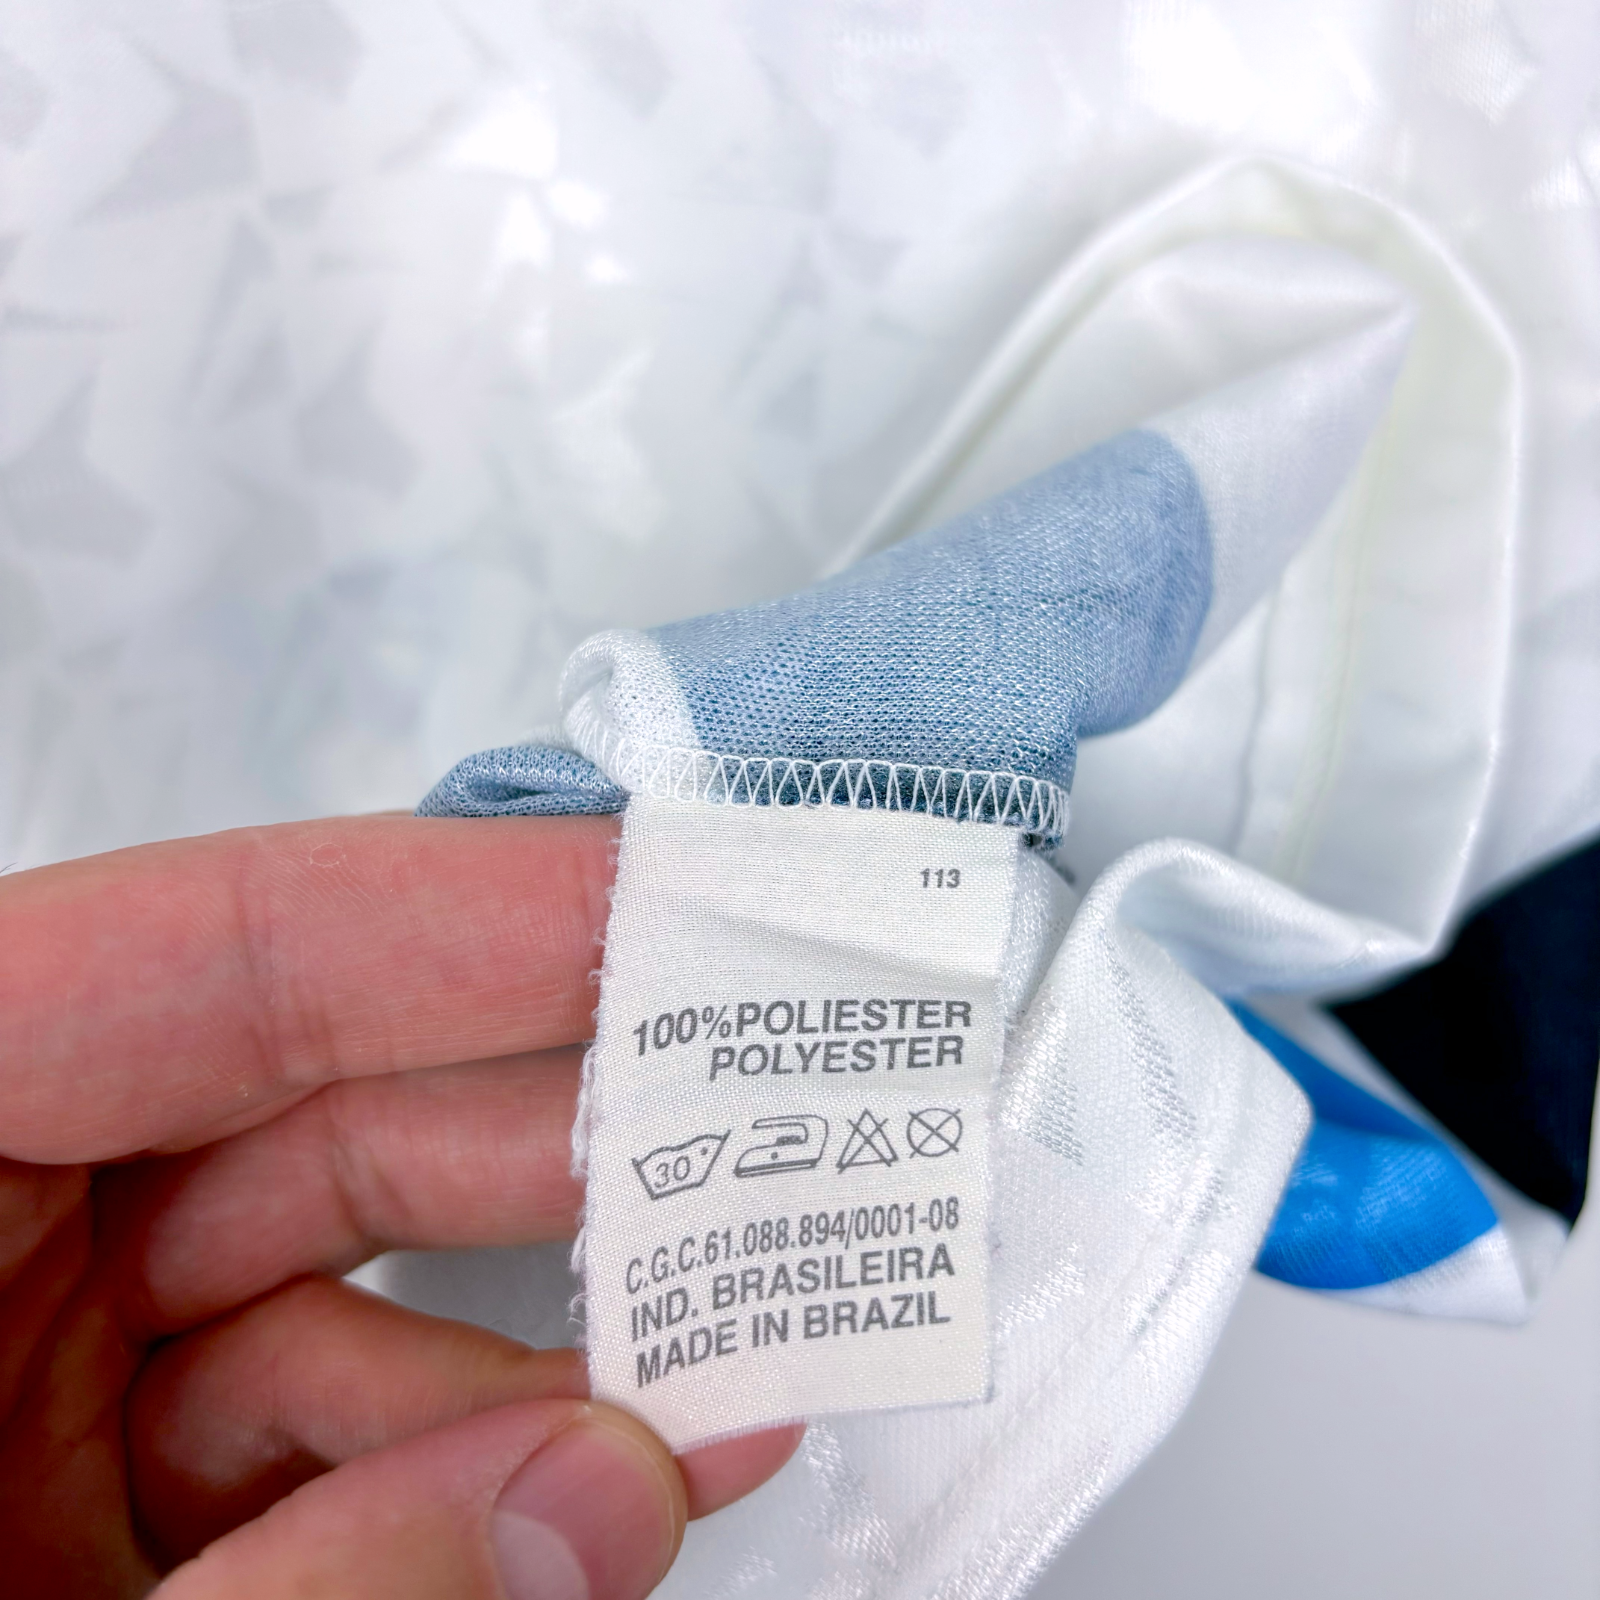 113
100%POLIESTER
POLYESTER
30
C.G.C.61.088.894/0001-08
IND. BRASILEIRA
MADE IN BRAZIL